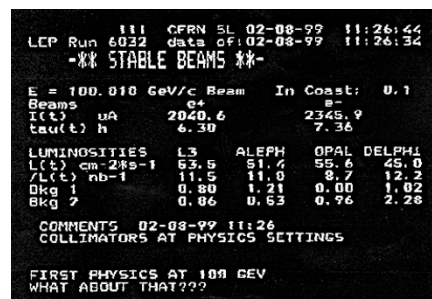 111 CERN SL 02-08-99 11:26:44
LEP Run 6032 data of: 02-08-99 11:26:34
-** STABLE BEAMS **-
E = 100.010 GeV/c Beam In Coast: 0.1
Beams e+ e-
I(t) uA 2040.6 2345.9
tau(t) h 6.30 7.36
LUMINOSITIES L3 ALEPH OPAL DELPHI
L(t) cm-2*s-1 53.5 51.4 55.6 45.0
/L(t) nb-1 11.5 11.0 8.7 12.2
Bkg 1 0.80 1.21 0.00 1.02
Bkg 2 0.86 0.63 0.96 2.28
COMMENTS 02-08-99 11:26
COLLIMATORS AT PHYSICS SETTINGS
FIRST PHYSICS AT 100 GEV
WHAT ABOUT THAT???